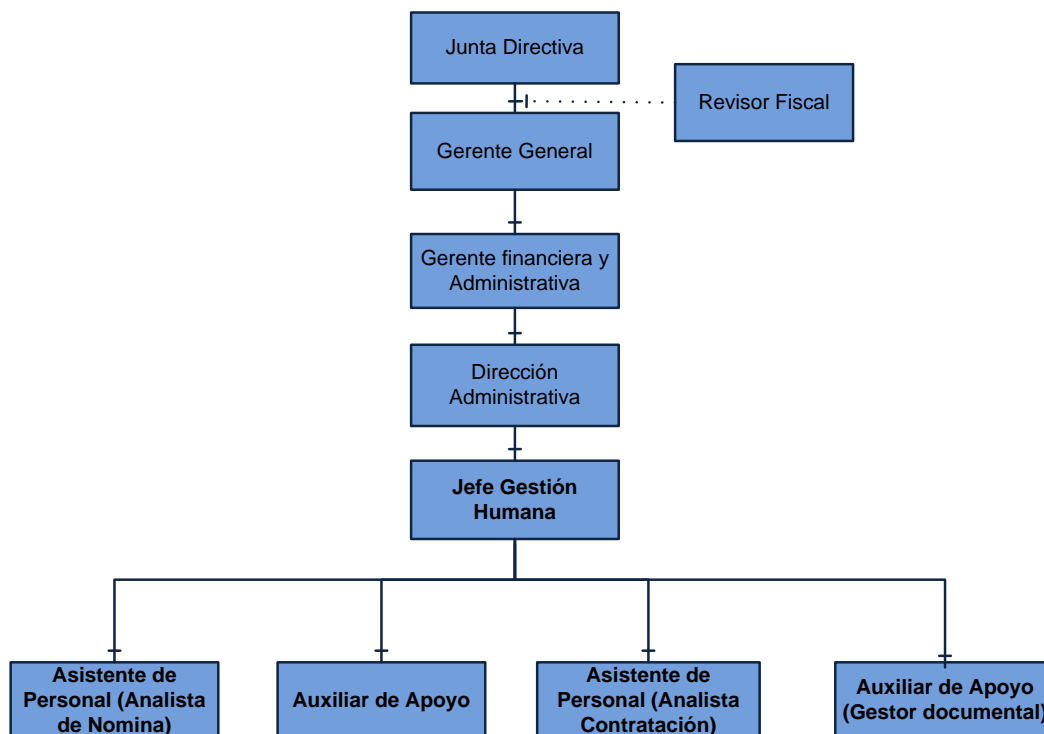 Junta Directiva
Revisor Fiscal
Gerente General
Gerente financiera y
Administrativa
Dirección
Administrativa
Jefe Gestión
Humana
Asistente de
Personal (Analista
de Nomina)
Auxiliar de Apoyo
Asistente de
Personal (Analista
Contratación)
Auxiliar de Apoyo
(Gestor documental)